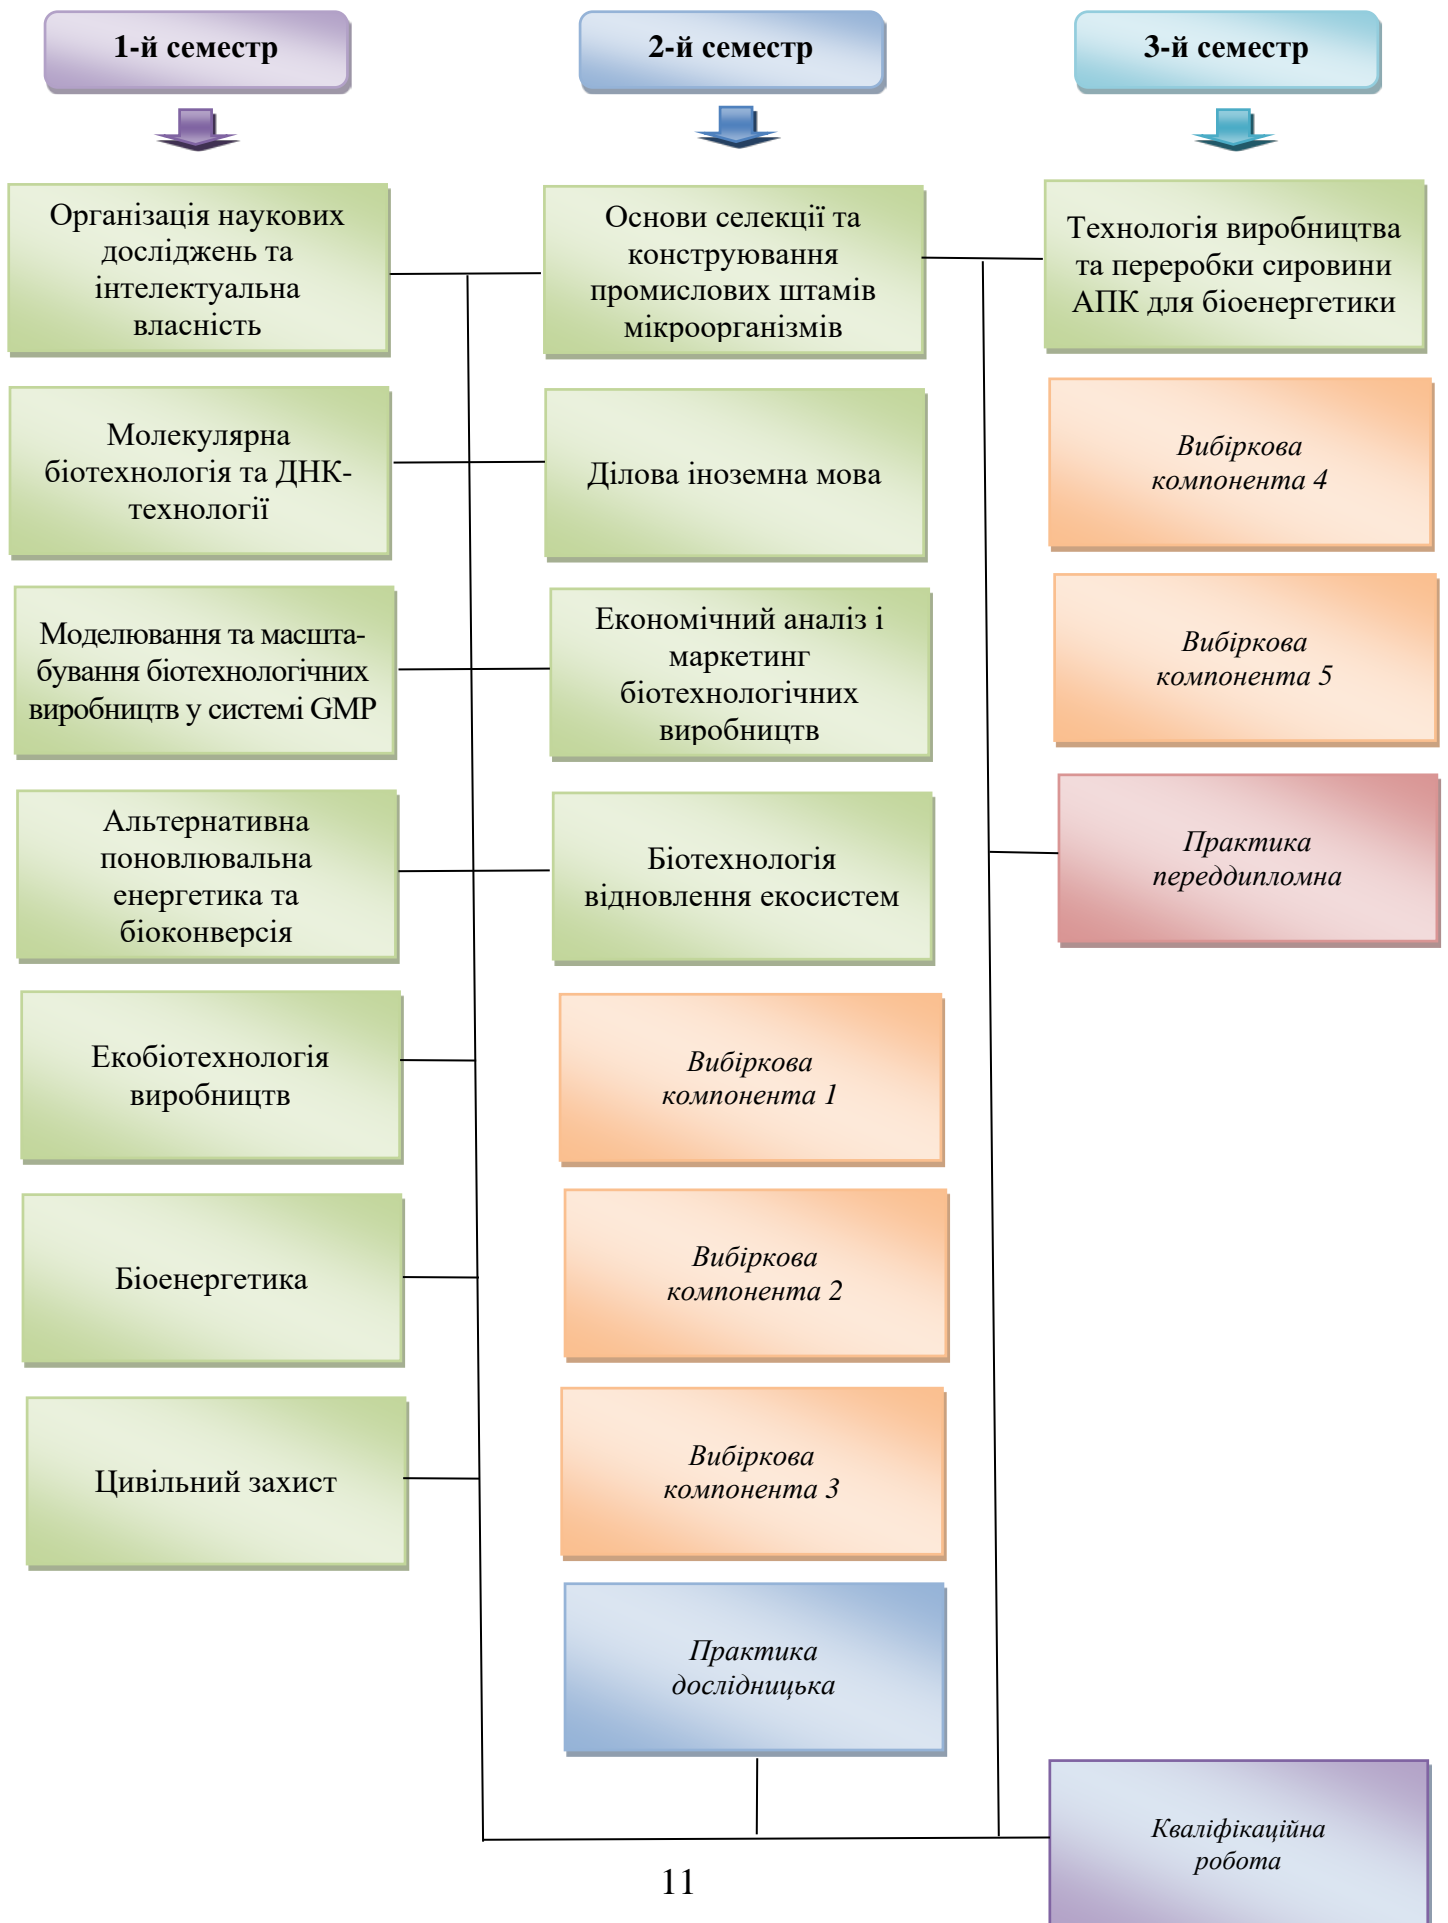 1-й семестр
2-й семестр
3-й семестр
Організація наукових
досліджень та
інтелектуальна
власність
Основи селекції та
конструювання
промислових штамів
мікроорганізмів
Технологія виробництва
та переробки сировини
АПК для біоенергетики
Молекулярна
біотехнологія та ДНК-
технології
Ділова іноземна мова
Вибіркова
компонента 4
Моделювання та масшта-
бування біотехнологічних
виробництв у системі GMP
Економічний аналіз і
маркетинг
біотехнологічних
виробництв
Вибіркова
компонента 5
Альтернативна
поновлювальна
енергетика та
біоконверсія
Біотехнологія
відновлення екосистем
Практика
переддипломна
Екобіотехнологія
виробництв
Вибіркова
компонента 1
Біоенергетика
Вибіркова
компонента 2
Цивільний захист
Вибіркова
компонента 3
Практика
дослідницька
Кваліфікаційна
робота
11